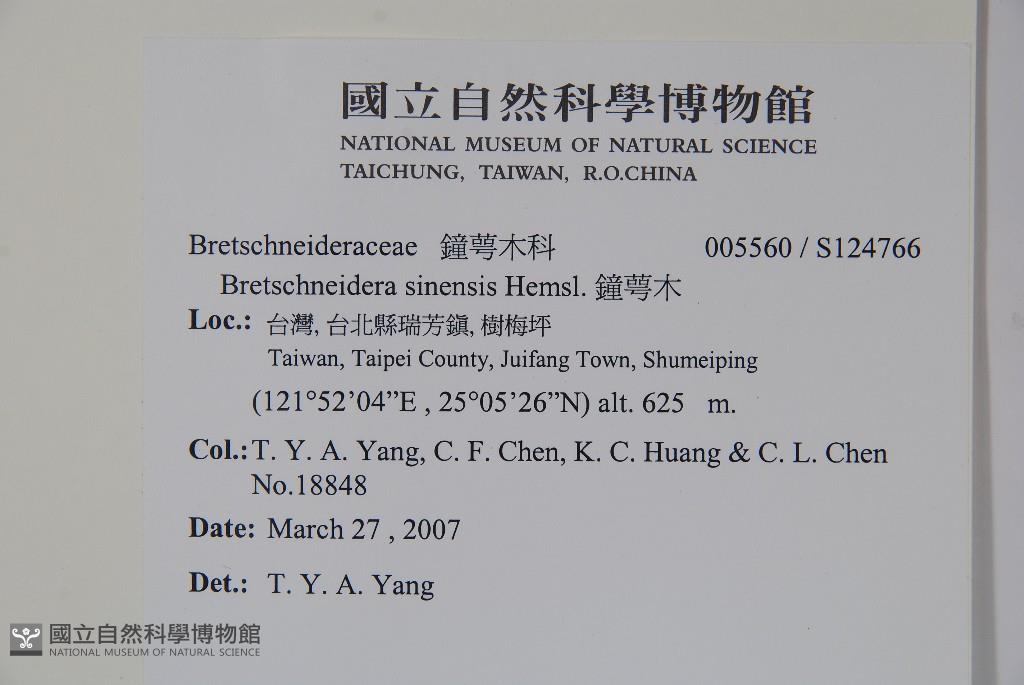 國立自然科學博物館
NATIONAL MUSEUM OF NATURAL SCIENCE
TAICHUNG, TAIWAN, R.O.CHINA
Bretschneideraceae 鐘萼木科 005560 / S124766
Bretschneidera sinensis Hemsl. 鐘萼木
Loc.: 台灣, 台北縣瑞芳鎮, 樹梅坪
Taiwan, Taipei County, Juifang Town, Shumeiping
(121°52’04”E , 25°05’26”N) alt. 625 m.
Col.: T. Y. A. Yang, C. F. Chen, K. C. Huang & C. L. Chen
No.18848
Date: March 27 , 2007
Det.: T. Y. A. Yang
國立自然科學博物館
NATIONAL MUSEUM OF NATURAL SCIENCE